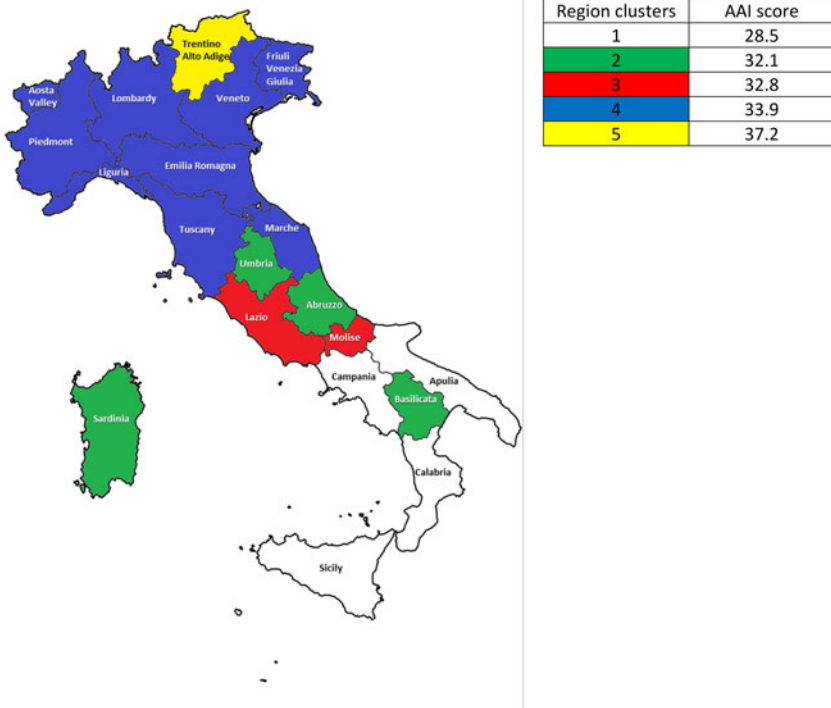 Region clusters AAI score
1 28.5
2 32.1
3 32.8
4 33.9
5 37.2
Trentino
Alto Adige
Friuli
Venezia
Giulia
Aosta
Valley
Lombardy
Veneto
Piedmont
Emilia Romagna
Liguria
Tuscany
Marche
Umbria
Abruzzo
Lazio
Molise
Campania
Apulia
Basilicata
Sardinia
Calabria
Sicily